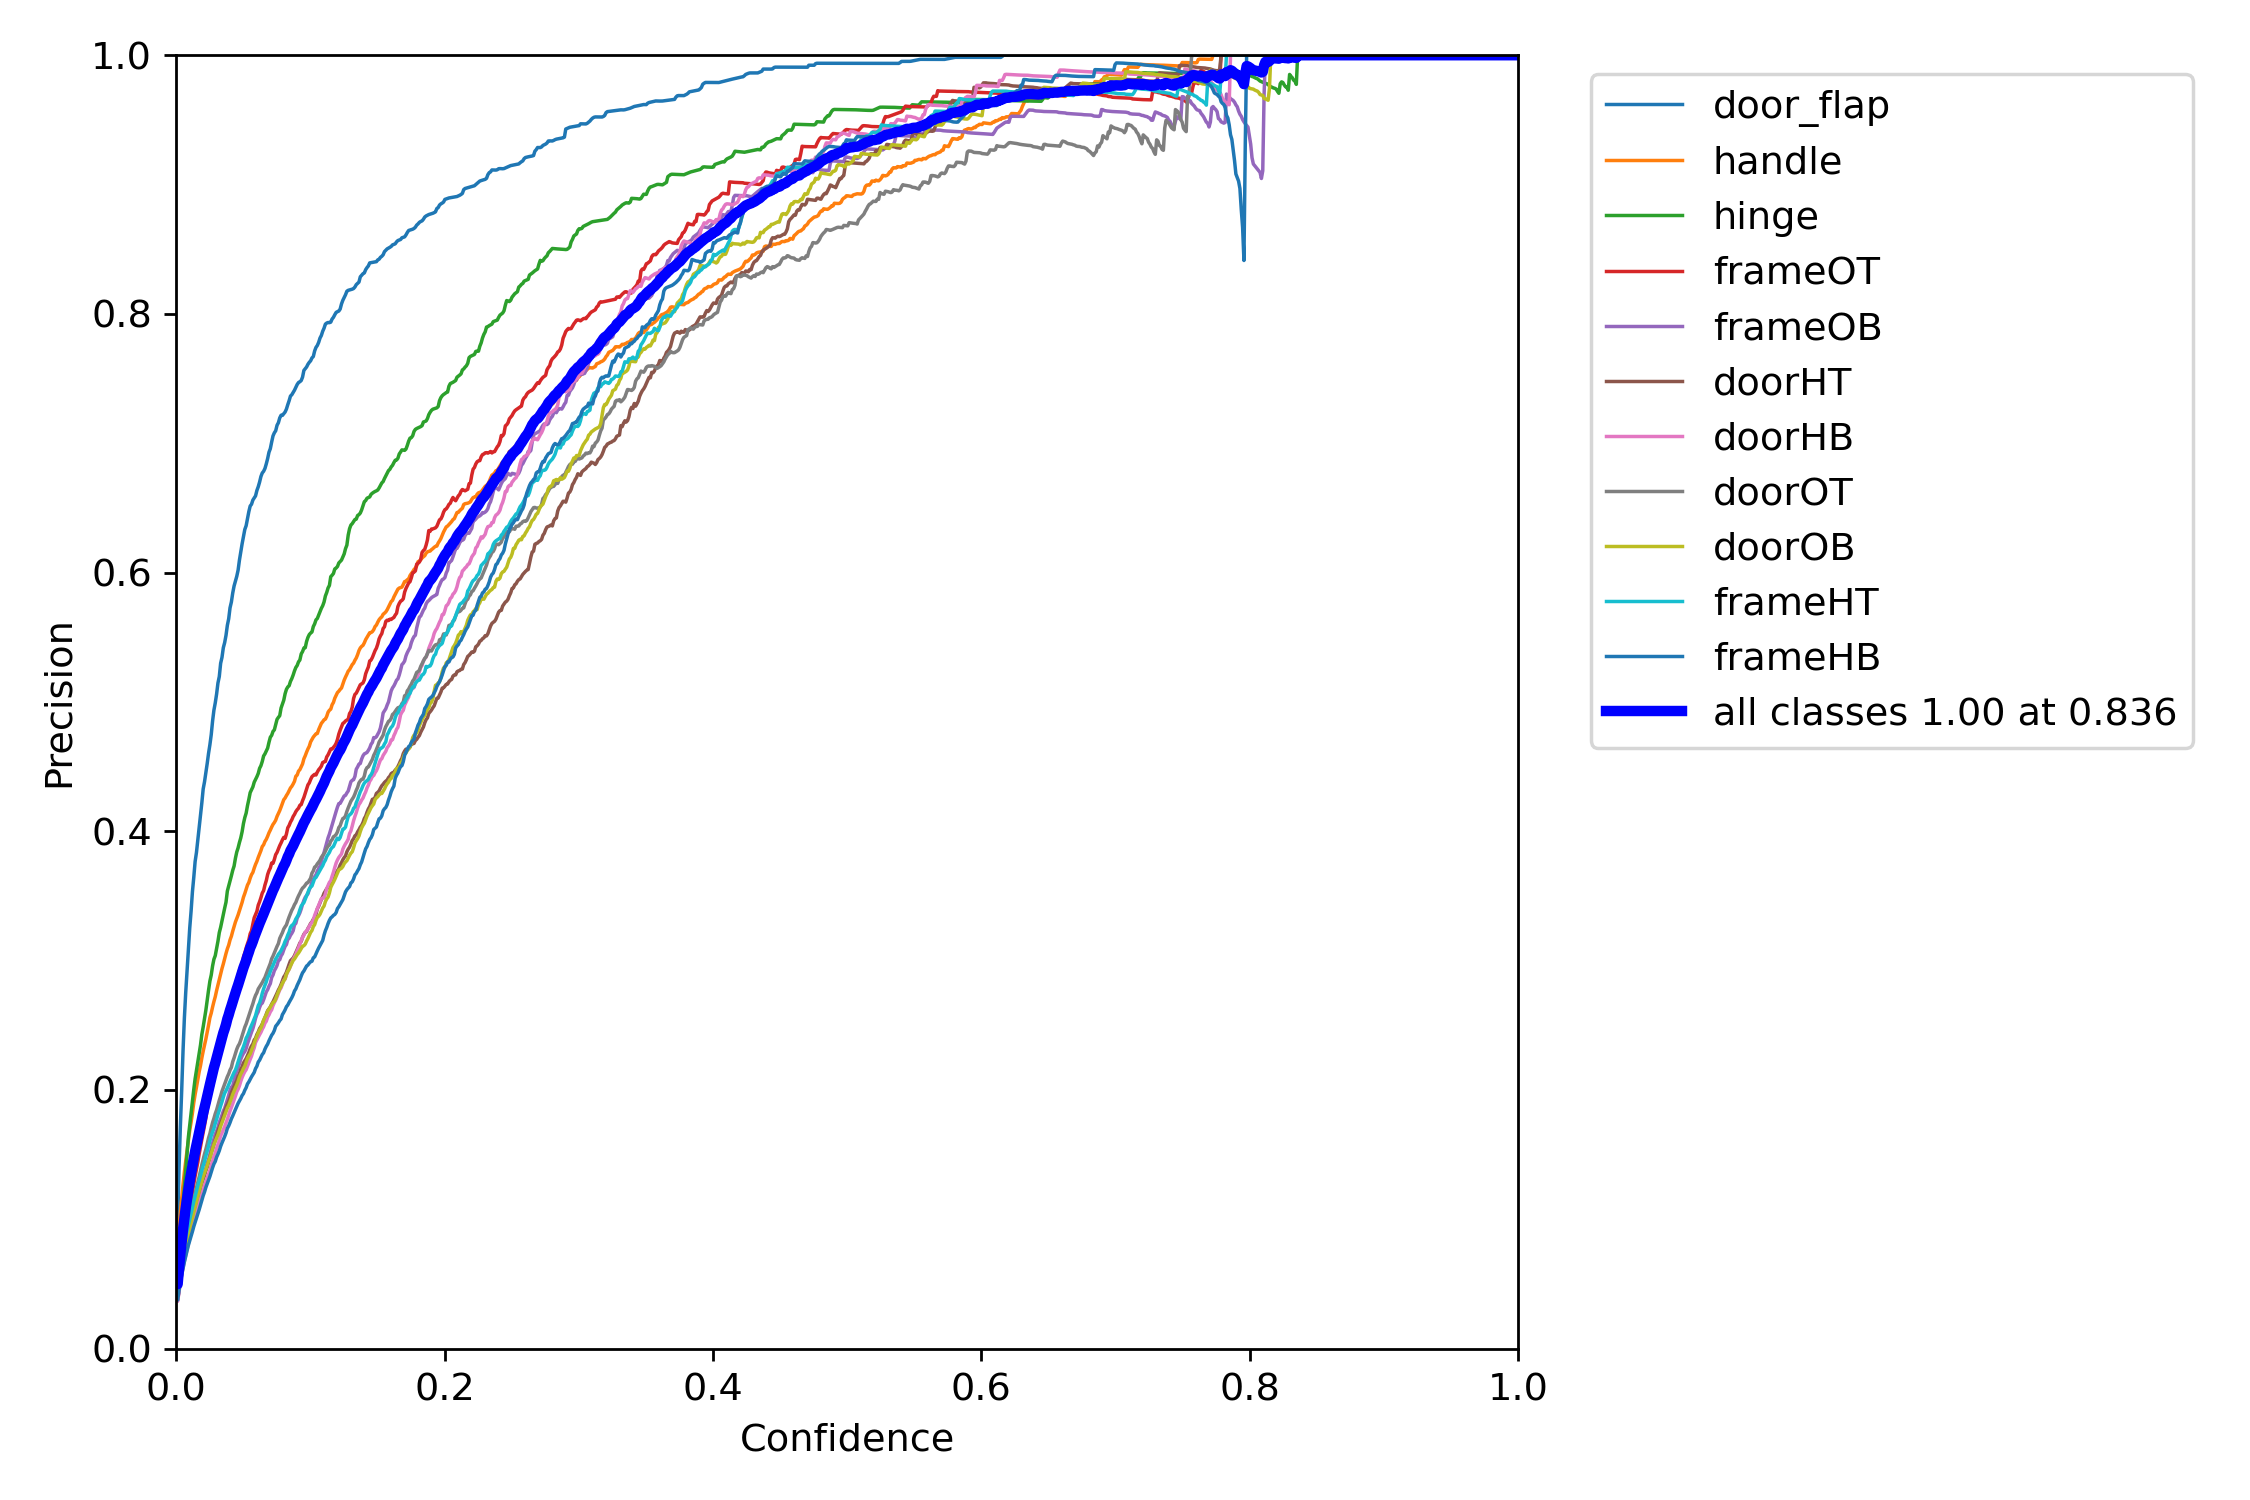 1.0
0.8
0.6
0.4
0.2
0.0
Precision
0.0 0.2 0.4 0.6 0.8 1.0
Confidence
door_flap
handle
hinge
frameOT
frameOB
doorHT
doorHB
doorOT
doorOB
frameHT
frameHB
all classes 1.00 at 0.836